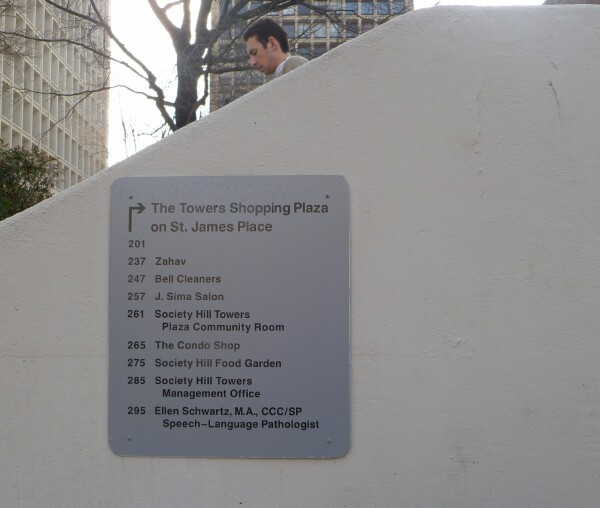 The Towers Shopping Plaza
on St. James Place
201
237 Zahav
247 Bell Cleaners
257 J. Sima Salon
261 Society Hill Towers
Plaza Community Room
265 The Condo Shop
275 Society Hill Food Garden
285 Society Hill Towers
Management Office
295 Ellen Schwartz, M.A., CCC/SP
Speech-Language Pathologist